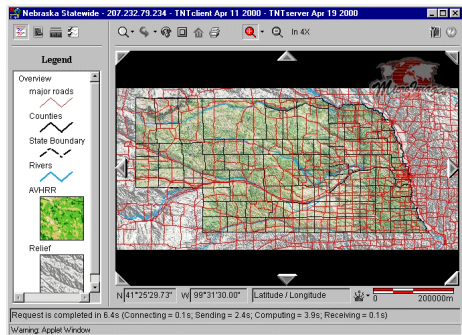 Nebraska Statewide - 207.232.79.234 - TNTclient Apr 11 2000 - TNTserver Apr 19 2000
In 4X
Legend
MicroImages
Overview
major roads
Counties
State Boundary
Rivers
AVHRR
Relief
N 41°25'29.73" W 99°31'30.00" Latitude / Longitude 0 200000m
Request is completed in 6.4s (Connecting = 0.1s; Sending = 2.4s; Computing = 3.9s; Receiving = 0.1s)
Warning: Applet Window